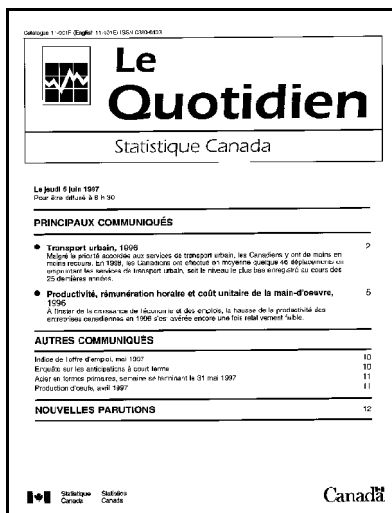 Catalogue 11-001F (English 11-001E) ISSN 0380-6103
Le
Quotidien
Statistique Canada
Le jeudi 5 juin 1997
Pour être diffusé à 8 h 30
PRINCIPAUX COMMUNIQUÉS
Transport urbain, 1996 2
Malgré la priorité accordée aux services de transport urbain, les Canadiens y ont de moins en
moins recours. En 1996, les Canadiens ont effectué en moyenne quelque 46 déplacements en
empruntant les services de transport urbain, soit le niveau le plus bas enregistré au cours des
25 dernières années.
Productivité, rémunération horaire et coût unitaire de la main-d'oeuvre, 5
1996
À l'instar de la croissance de l'économie et des emplois, la hausse de la productivité des
entreprises canadiennes en 1996 s'est avérée encore une fois relativement faible.
AUTRES COMMUNIQUÉS
Indice de l'offre d'emploi, mai 1997 10
Enquête sur les anticipations à court terme 10
Acier en formes primaires, semaine se terminant le 31 mai 1997 11
Production d'œufs, avril 1997 11
NOUVELLES PARUTIONS 12
Statistique Statistics
Canada Canada
Canada